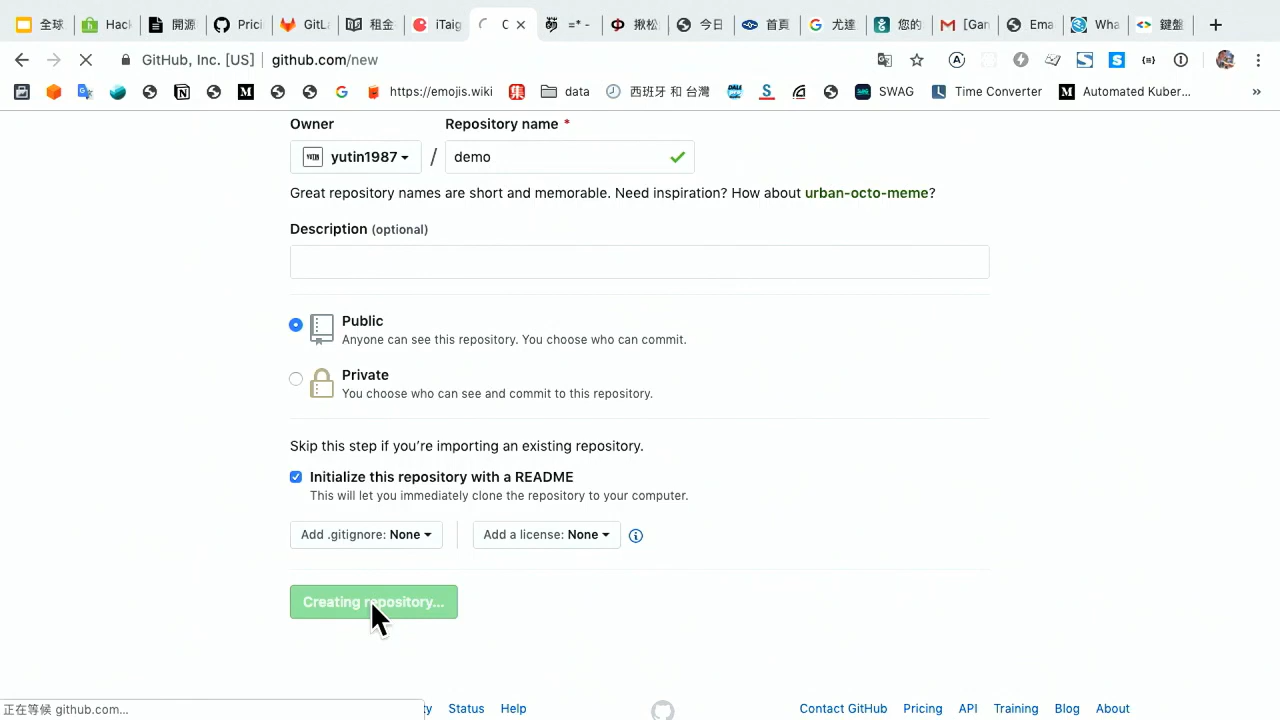 全球
Hack
開源
Prici
GitLa
租金
iTaig
C
=* -
揪松
今日
首頁
尤達
您的
[Gan
Ema
Wha
鍵盤
GitHub, Inc. [US]
github.com/new
https://emojis.wiki
data
西班牙 和 台灣
SWAG
Time Converter
Automated Kuber...
Owner
Repository name *
yutin1987 / demo
Great repository names are short and memorable. Need inspiration? How about urban-octo-meme?
Description (optional)
Public
Anyone can see this repository. You choose who can commit.
Private
You choose who can see and commit to this repository.
Skip this step if you’re importing an existing repository.
Initialize this repository with a README
This will let you immediately clone the repository to your computer.
Add .gitignore: None
Add a license: None
Creating repository...
正在等候 github.com...
ty
Status
Help
Contact GitHub
Pricing
API
Training
Blog
About